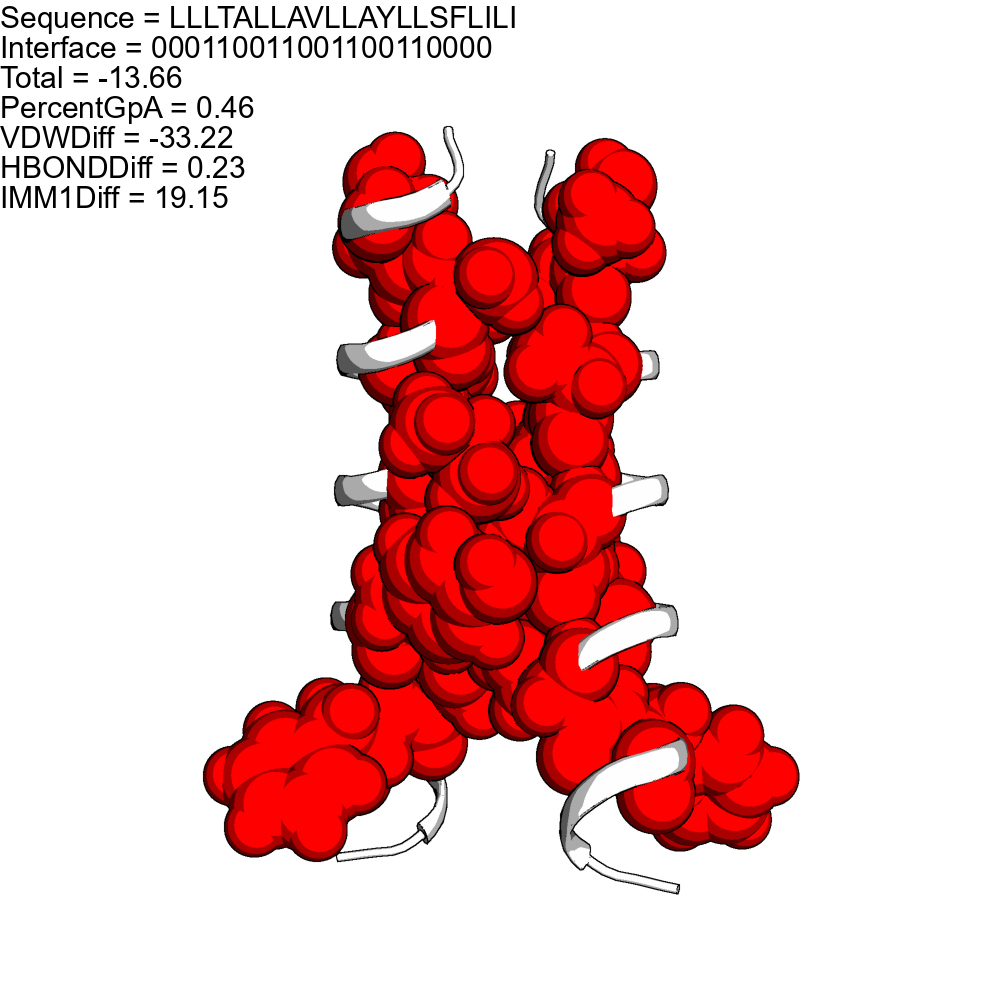 Sequence = LLLTALLAVLLAYLLSFLILI
Interface = 000110011001100110000
Total = -13.66
PercentGpA = 0.46
VDWDiff = -33.22
HBONDDiff = 0.23
IMM1Diff = 19.15